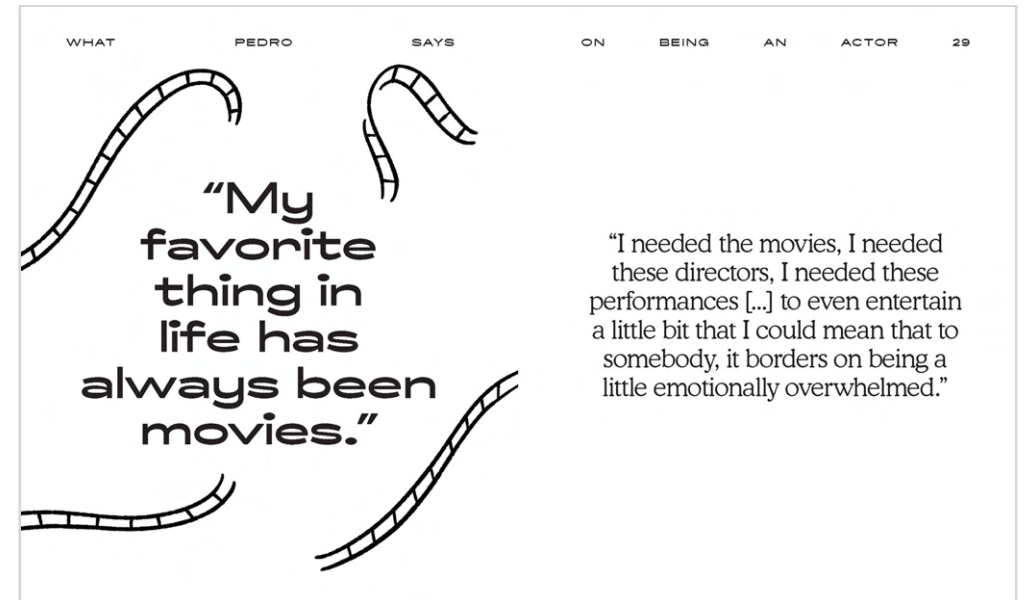 WHAT PEDRO SAYS ON BEING AN ACTOR 29
“My
favorite
thing in
life has
always been
movies.”
“I needed the movies, I needed
these directors, I needed these
performances [...] to even entertain
a little bit that I could mean that to
somebody, it borders on being a
little emotionally overwhelmed.”